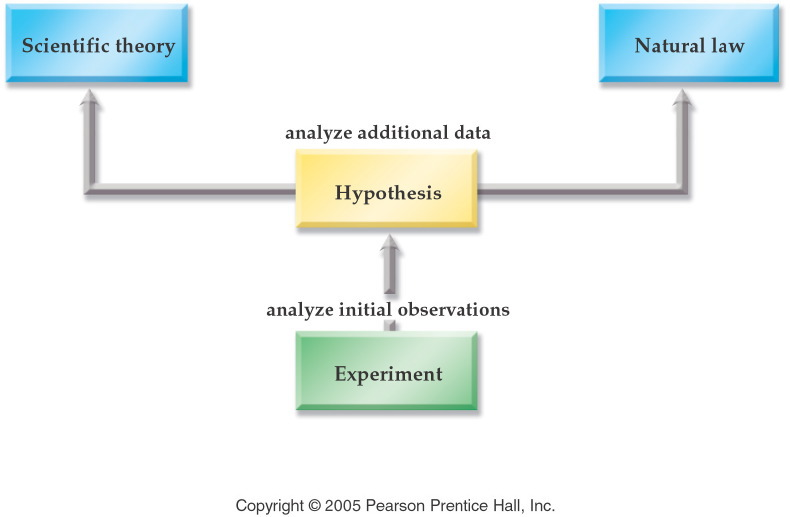 Scientific theory
Natural law
analyze additional data
Hypothesis
analyze initial observations
Experiment
Copyright © 2005 Pearson Prentice Hall, Inc.